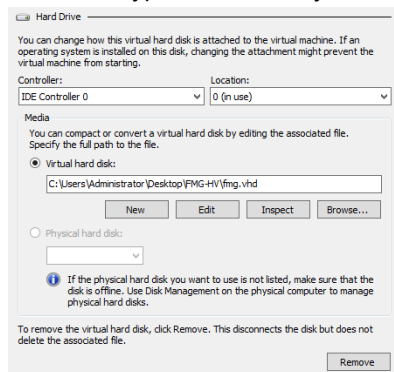 Hard Drive
You can change how this virtual hard disk is attached to the virtual machine. If an
operating system is installed on this disk, changing the attachment might prevent the
virtual machine from starting.
Controller: Location:
IDE Controller 0 0 (in use)
Media
You can compact or convert a virtual hard disk by editing the associated file.
Specify the full path to the file.
Virtual hard disk:
C:\Users\Administrator\Desktop\FMG-HV\fmg.vhd
New Edit Inspect Browse...
Physical hard disk:
If the physical hard disk you want to use is not listed, make sure that the
disk is offline. Use Disk Management on the physical computer to manage
physical hard disks.
To remove the virtual hard disk, click Remove. This disconnects the disk but does not
delete the associated file.
Remove